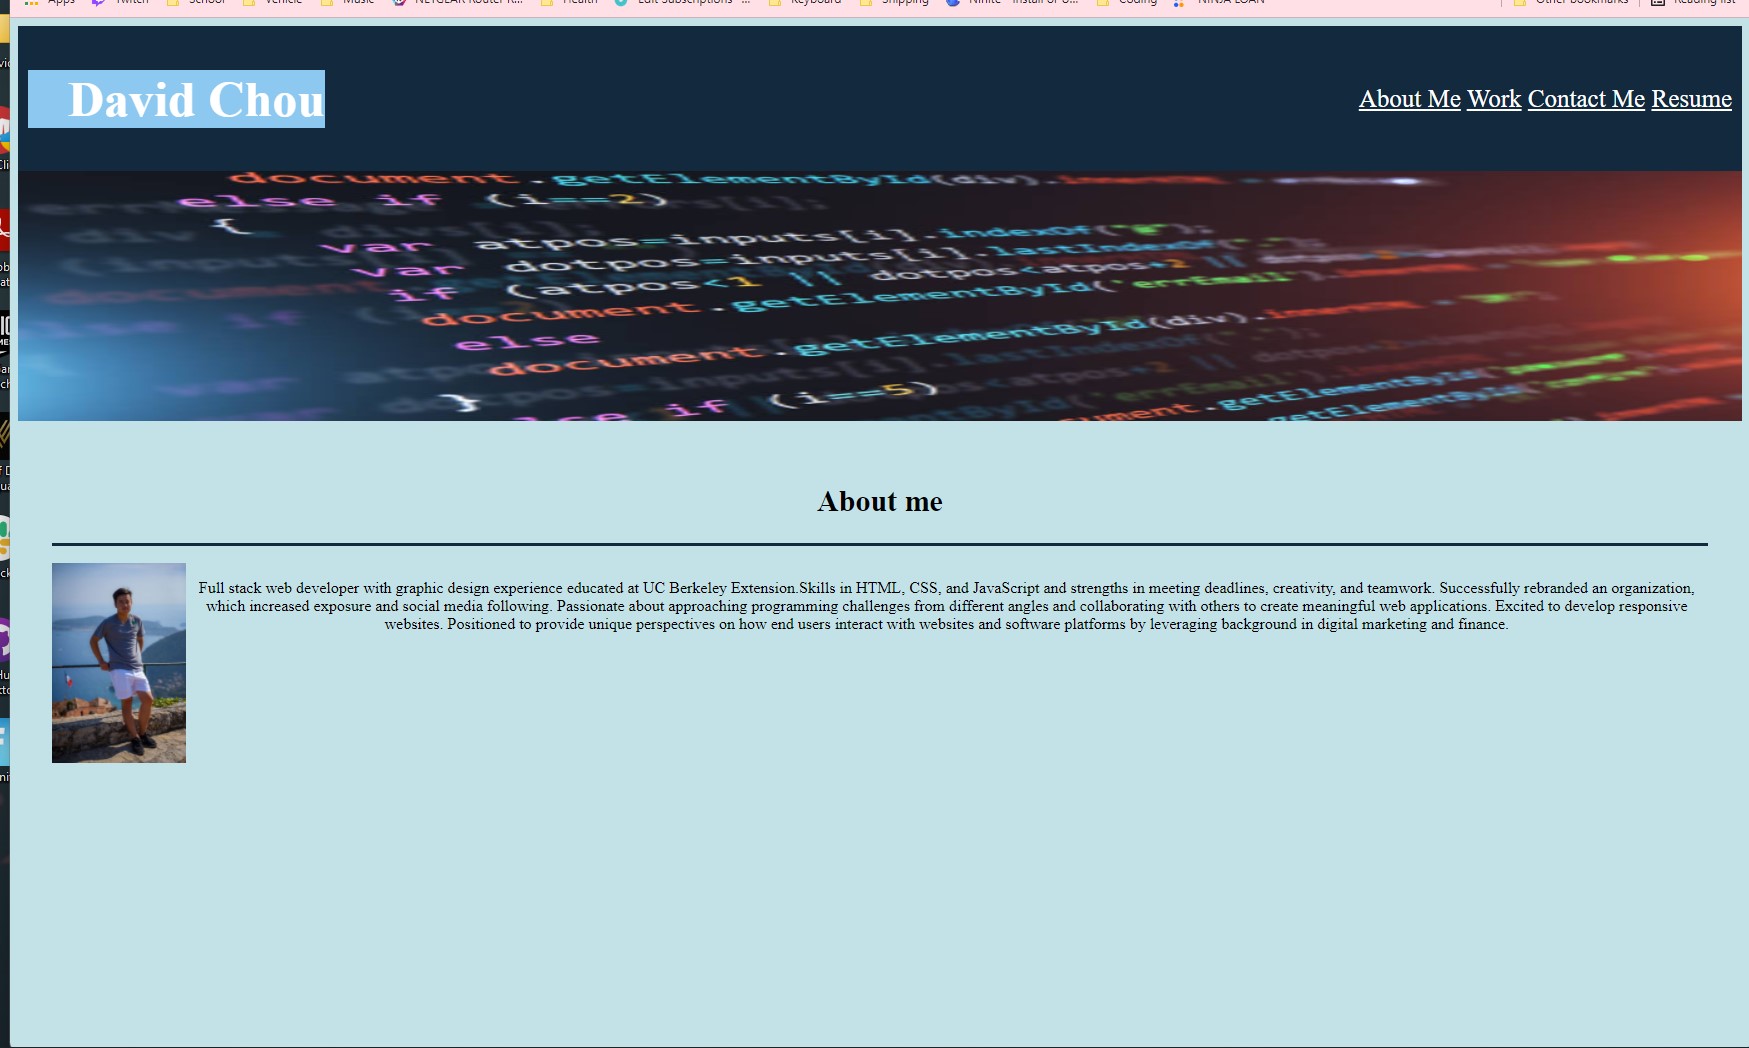 Apps Twitch School Vehicle Music NETGEAR Router R... Health Edit Subscriptions - ... Keyboard Shipping Ninite - Install or U... Coding NINJA LOAN Other bookmarks Reading list
David Chou
About Me Work Contact Me Resume
document.getElementById(div).innerHTML
else if (i==2)
{
var atpos=inputs[i].indexOf("@");
var dotpos=inputs[i].lastIndexOf(".");
if (atpos<1 || dotpos<atpos+2 ||
document.getElementById('errEmail').innerHTML
else
document.getElementById(div).innerHTML
}
else if (i==5)
About me
Full stack web developer with graphic design experience educated at UC Berkeley Extension.Skills in HTML, CSS, and JavaScript and strengths in meeting deadlines, creativity, and teamwork. Successfully rebranded an organization,
which increased exposure and social media following. Passionate about approaching programming challenges from different angles and collaborating with others to create meaningful web applications. Excited to develop responsive
websites. Positioned to provide unique perspectives on how end users interact with websites and software platforms by leveraging background in digital marketing and finance.